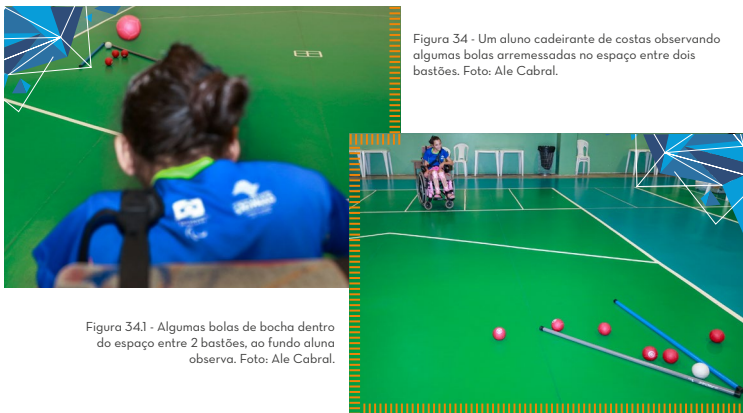 Figura 34 - Um aluno cadeirante de costas observando
algumas bolas arremessadas no espaço entre dois
bastões. Foto: Ale Cabral.
Figura 34.1 - Algumas bolas de bocha dentro
do espaço entre 2 bastões, ao fundo aluna
observa. Foto: Ale Cabral.